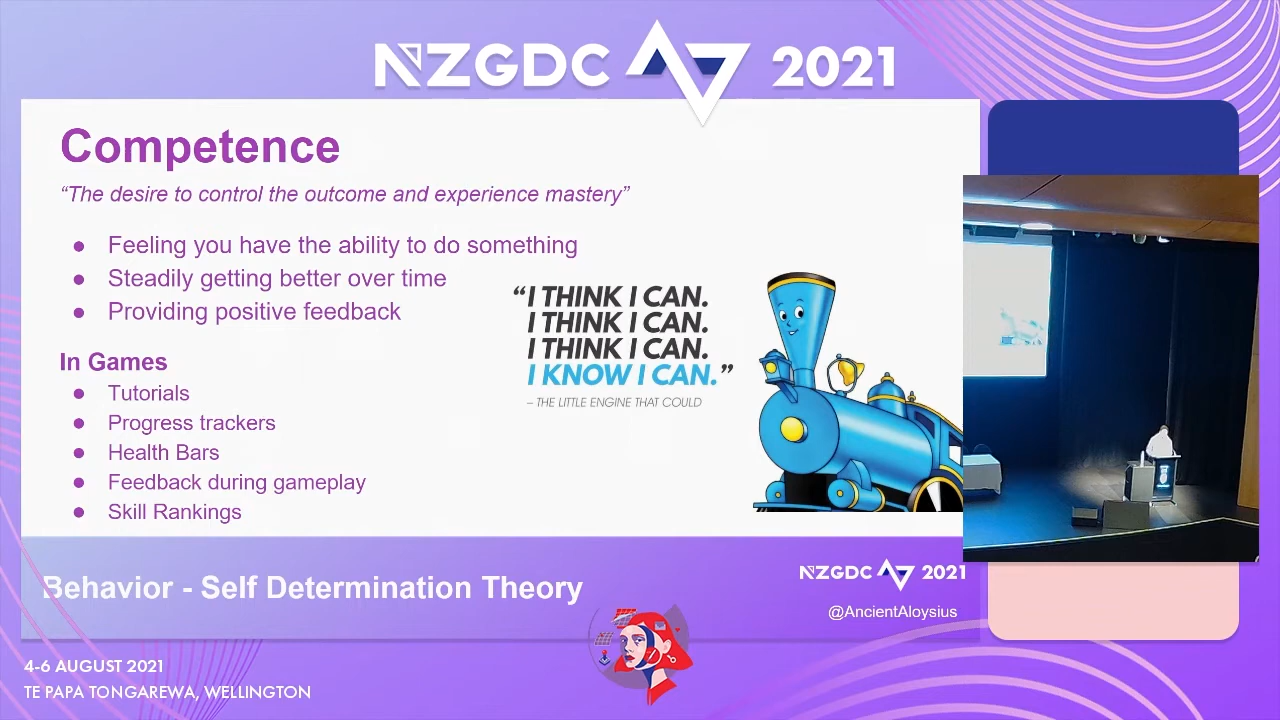 NZGDC 2021
Competence
“The desire to control the outcome and experience mastery”
● Feeling you have the ability to do something
● Steadily getting better over time
● Providing positive feedback
“I THINK I CAN.
I THINK I CAN.
I THINK I CAN.
I KNOW I CAN.”
– THE LITTLE ENGINE THAT COULD
In Games
● Tutorials
● Progress trackers
● Health Bars
● Feedback during gameplay
● Skill Rankings
Behavior - Self Determination Theory
NZGDC 2021
@AncientAloysius
4-6 AUGUST 2021
TE PAPA TONGAREWA, WELLINGTON